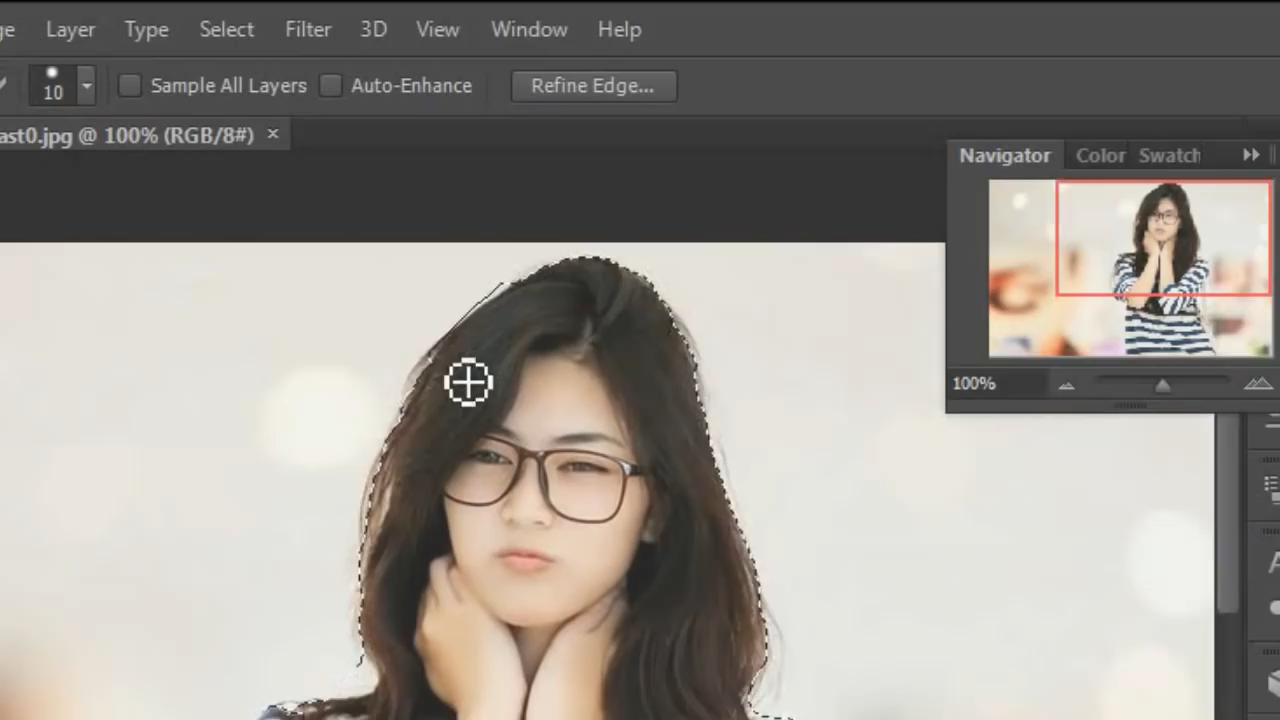 ge Layer Type Select Filter 3D View Window Help
10 Sample All Layers Auto-Enhance Refine Edge...
ast0.jpg @ 100% (RGB/8#) ×
Navigator Color Swatch
100%